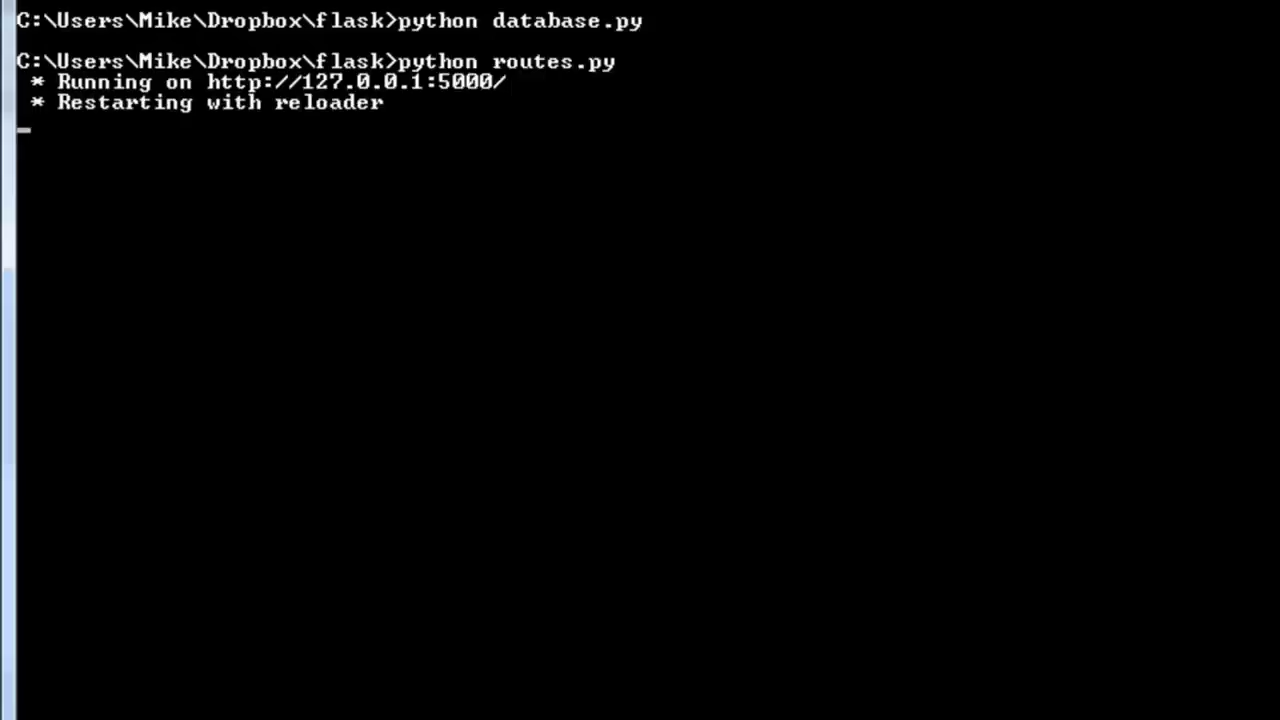 C:\Users\Mike\Dropbox\flask>python database.py
C:\Users\Mike\Dropbox\flask>python routes.py
* Running on http://127.0.0.1:5000/
* Restarting with reloader